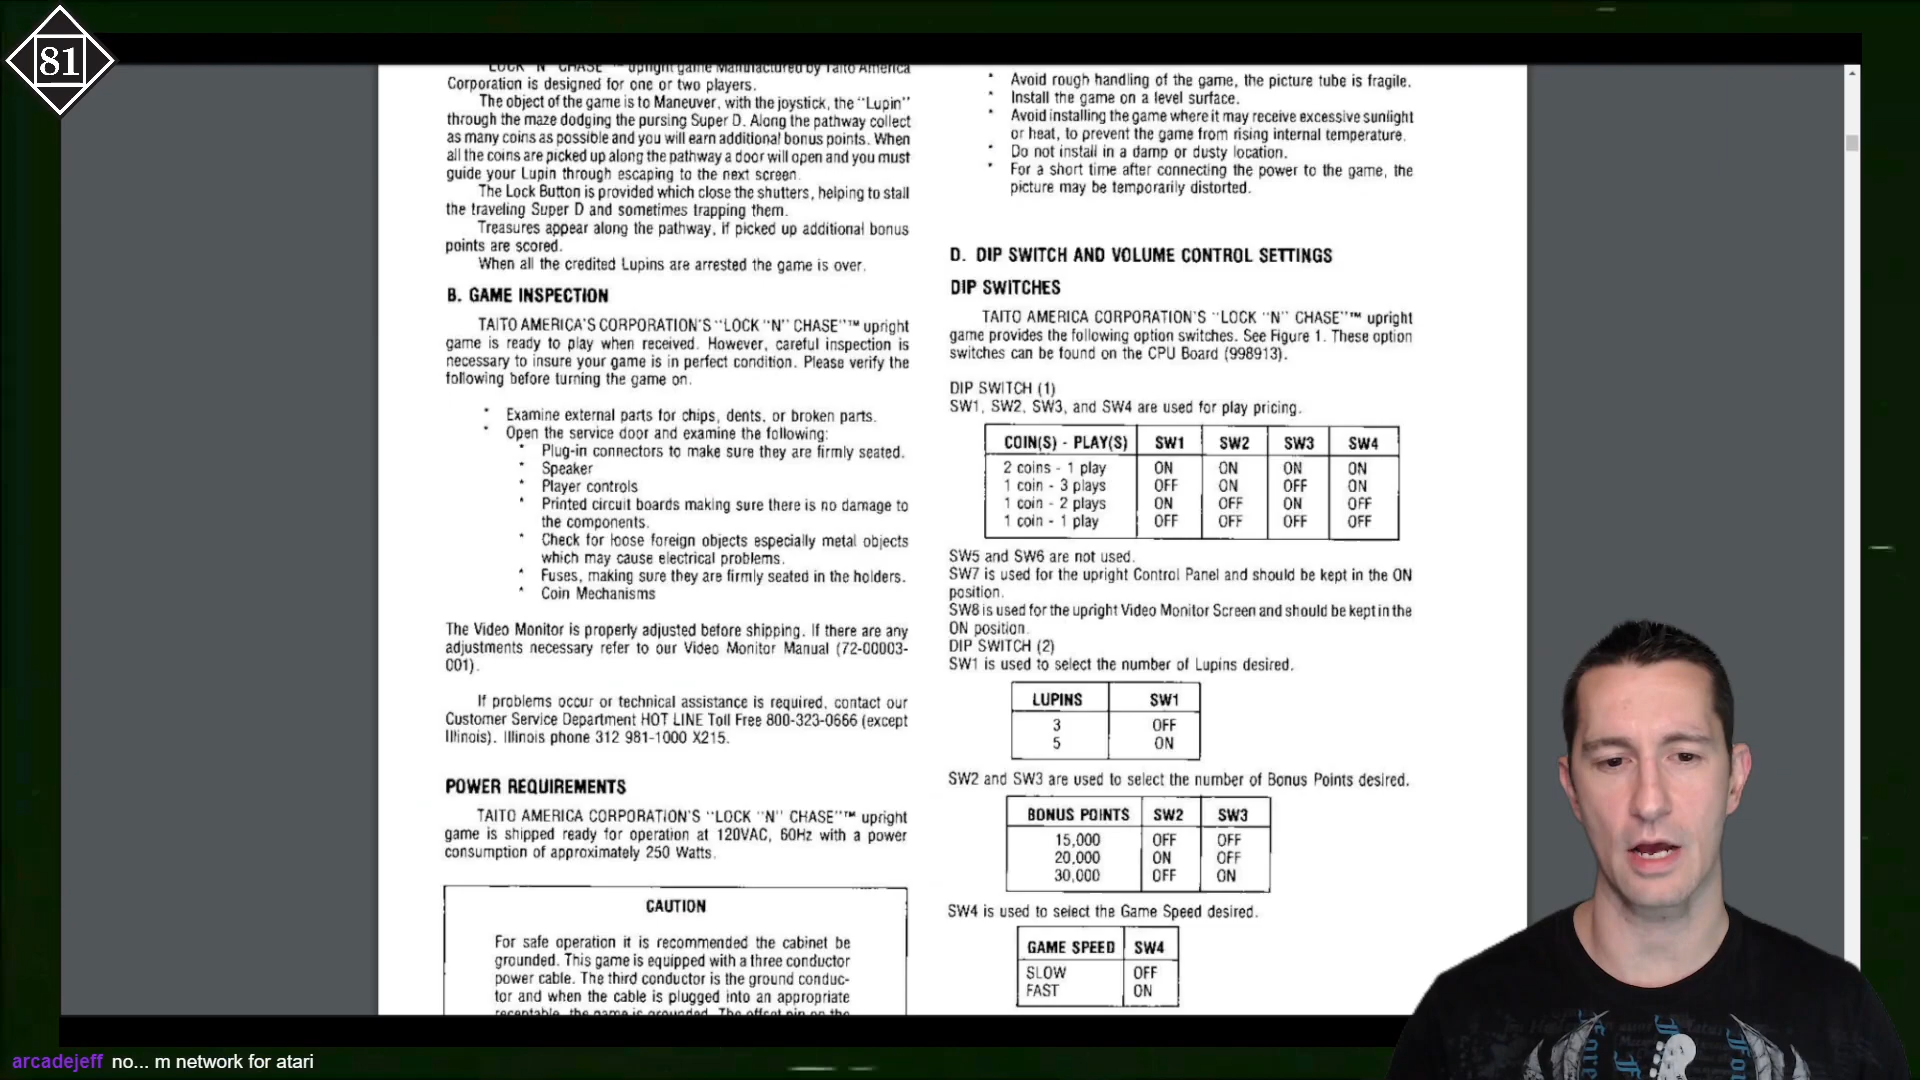 81
LOCK "N" CHASE ™ upright game Manufactured by Taito America
Corporation is designed for one or two players.
The object of the game is to Maneuver, with the joystick, the "Lupin"
through the maze dodging the pursing Super D. Along the pathway collect
as many coins as possible and you will earn additional bonus points. When
all the coins are picked up along the pathway a door will open and you must
guide your Lupin through escaping to the next screen.
The Lock Button is provided which close the shutters, helping to stall
the traveling Super D and sometimes trapping them.
Treasures appear along the pathway, if picked up additional bonus
points are scored.
When all the credited Lupins are arrested the game is over.
B. GAME INSPECTION
TAITO AMERICA'S CORPORATION'S "LOCK "N" CHASE"™ upright
game is ready to play when received. However, careful inspection is
necessary to insure your game is in perfect condition. Please verify the
following before turning the game on.
* Examine external parts for chips, dents, or broken parts.
* Open the service door and examine the following:
* Plug-in connectors to make sure they are firmly seated.
* Speaker
* Player controls
* Printed circuit boards making sure there is no damage to
the components.
* Check for loose foreign objects especially metal objects
which may cause electrical problems.
* Fuses, making sure they are firmly seated in the holders.
* Coin Mechanisms
The Video Monitor is properly adjusted before shipping. If there are any
adjustments necessary refer to our Video Monitor Manual (72-00003-
001).
If problems occur or technical assistance is required, contact our
Customer Service Department HOT LINE Toll Free 800-323-0666 (except
Illinois). Illinois phone 312 981-1000 X215.
POWER REQUIREMENTS
TAITO AMERICA CORPORATION'S "LOCK "N" CHASE"™ upright
game is shipped ready for operation at 120VAC, 60Hz with a power
consumption of approximately 250 Watts.
CAUTION
For safe operation it is recommended the cabinet be
grounded. This game is equipped with a three conductor
power cable. The third conductor is the ground conduc-
tor and when the cable is plugged into an appropriate
receptable, the game is grounded. The offset pin on the
* Avoid rough handling of the game, the picture tube is fragile.
* Install the game on a level surface.
* Avoid installing the game where it may receive excessive sunlight
or heat, to prevent the game from rising internal temperature.
* Do not install in a damp or dusty location.
* For a short time after connecting the power to the game, the
picture may be temporarily distorted.
D. DIP SWITCH AND VOLUME CONTROL SETTINGS
DIP SWITCHES
TAITO AMERICA CORPORATION'S "LOCK "N" CHASE"™ upright
game provides the following option switches. See Figure 1. These option
switches can be found on the CPU Board (998913).
DIP SWITCH (1)
SW1, SW2, SW3, and SW4 are used for play pricing.
COIN(S) - PLAY(S) SW1 SW2 SW3 SW4
2 coins - 1 play ON ON ON ON
1 coin - 3 plays OFF ON OFF ON
1 coin - 2 plays ON OFF ON OFF
1 coin - 1 play OFF OFF OFF OFF
SW5 and SW6 are not used.
SW7 is used for the upright Control Panel and should be kept in the ON
position.
SW8 is used for the upright Video Monitor Screen and should be kept in the
ON position.
DIP SWITCH (2)
SW1 is used to select the number of Lupins desired.
LUPINS SW1
3 OFF
5 ON
SW2 and SW3 are used to select the number of Bonus Points desired.
BONUS POINTS SW2 SW3
15,000 OFF OFF
20,000 ON OFF
30,000 OFF ON
SW4 is used to select the Game Speed desired.
GAME SPEED SW4
SLOW OFF
FAST ON
arcadejeff no... m network for atari